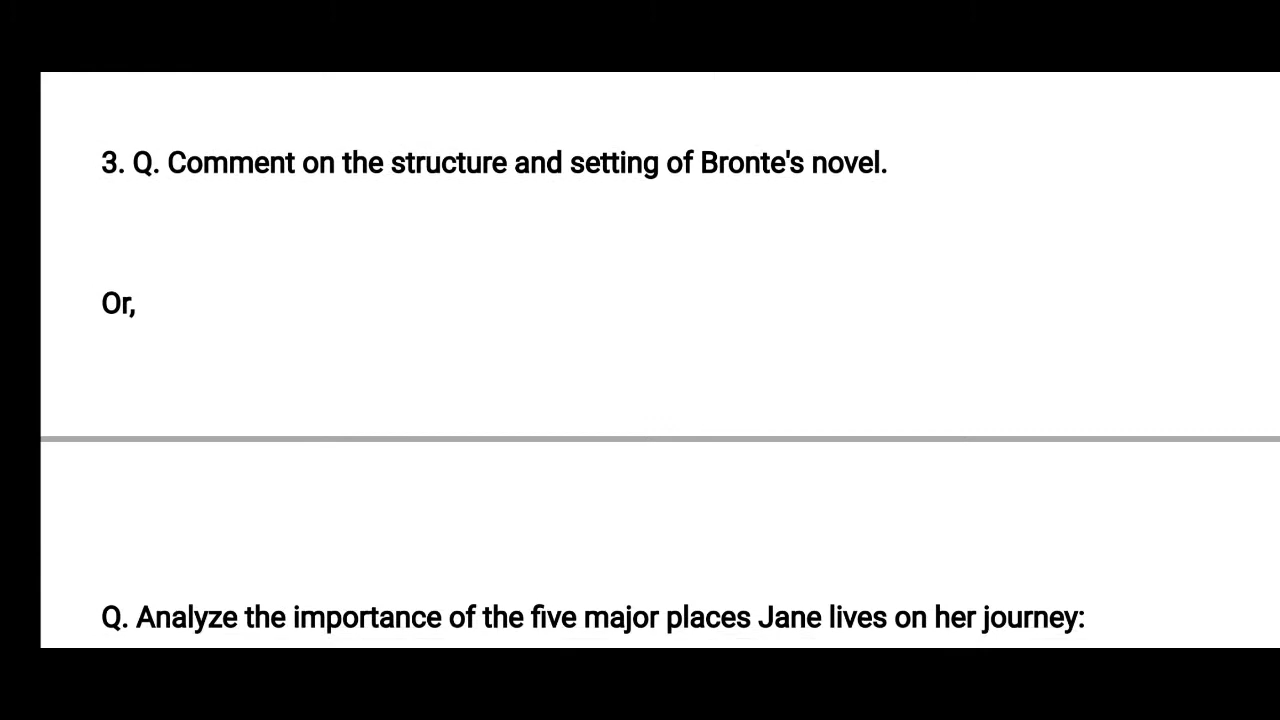 3. Q. Comment on the structure and setting of Bronte's novel.
Or,
Q. Analyze the importance of the five major places Jane lives on her journey: